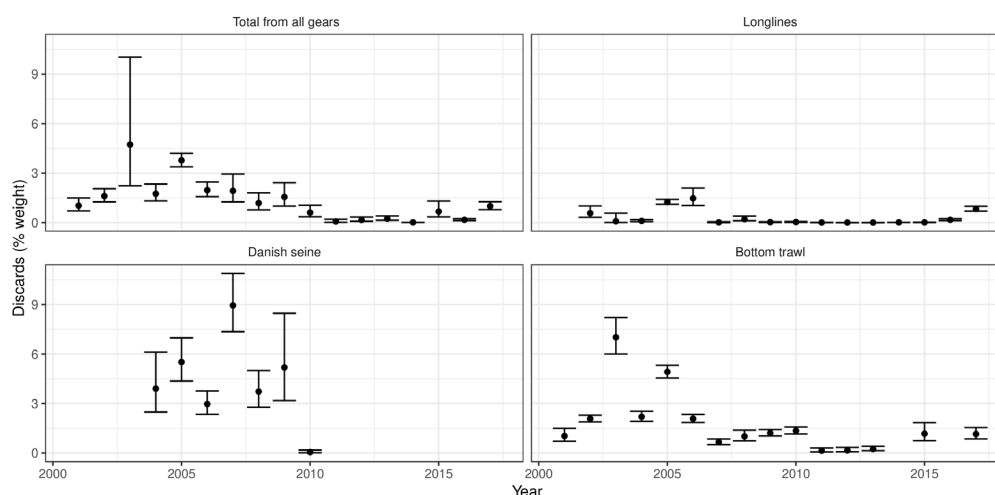 Total from all gears
Longlines
9
6
3
0
Danish seine
Bottom trawl
9
6
3
0
2000
2005
2010
2015
2000
2005
2010
2015
Discards (% weight)
Year